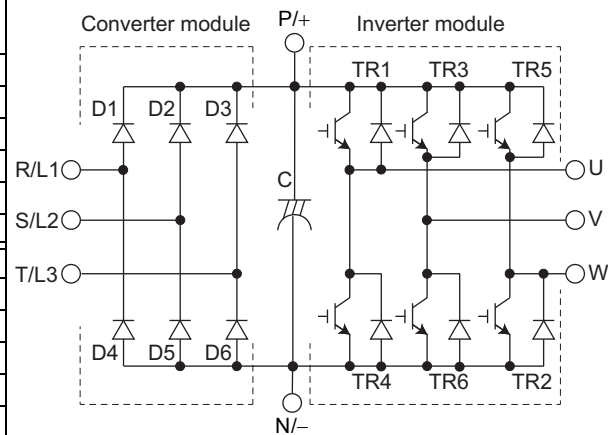 Converter module
P/+
Inverter module
D1
D2
D3
TR1
TR3
TR5
R/L1
C
U
S/L2
V
T/L3
W
D4
D5
D6
TR4
TR6
TR2
N/−